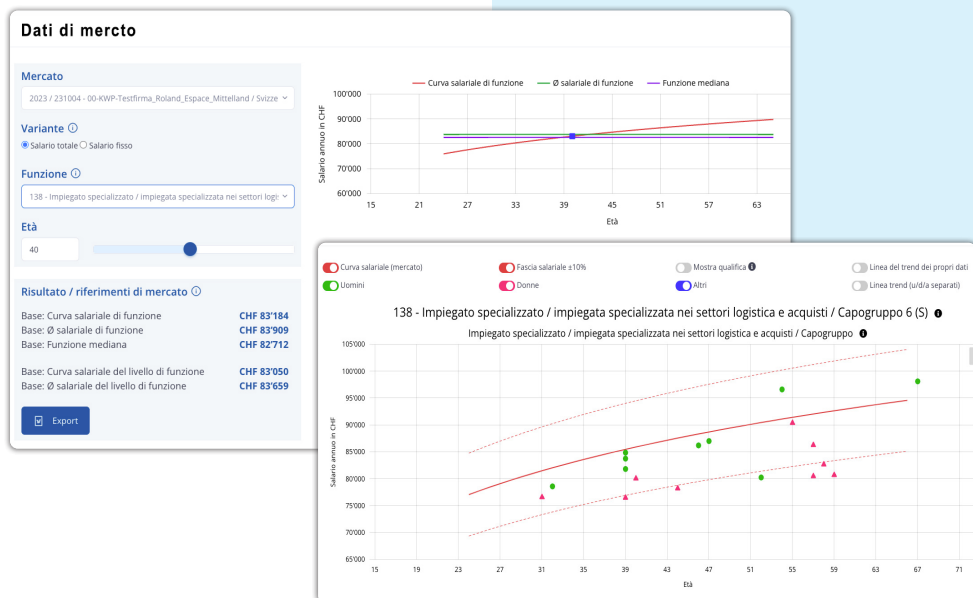 Dati di mercto
Mercato
2023 / 231004 - 00-KWP-Testfirma_Roland_Espace_Mittelland / Svizze
Variante
Salario totale Salario fisso
Funzione
138 - Impiegato specializzato / impiegata specializzata nei settori logi:
Età
40
Risultato / riferimenti di mercato
Base: Curva salariale di funzione CHF 83'184
Base: Ø salariale di funzione CHF 83'909
Base: Funzione mediana CHF 82'712
Base: Curva salariale del livello di funzione CHF 83'050
Base: Ø salariale del livello di funzione CHF 83'659
Export
Curva salariale di funzione Ø salariale di funzione Funzione mediana
Salario annuo in CHF
100'000
90'000
80'000
70'000
60'000
15 21 27 33 39 45 51 57 63
Età
Curva salariale (mercato) Fascia salariale ±10% Mostra qualifica Linea del trend dei propri dati
Uomini Donne Altri Linea trend (u/d/a separati)
138 - Impiegato specializzato / impiegata specializzata nei settori logistica e acquisti / Capogruppo 6 (S)
Impiegato specializzato / impiegata specializzata nei settori logistica e acquisti / Capogruppo
Salario annuo in CHF
105'000
100'000
95'000
90'000
85'000
80'000
75'000
70'000
65'000
15 19 23 27 31 35 39 43 47 51 55 59 63 67 71
Età